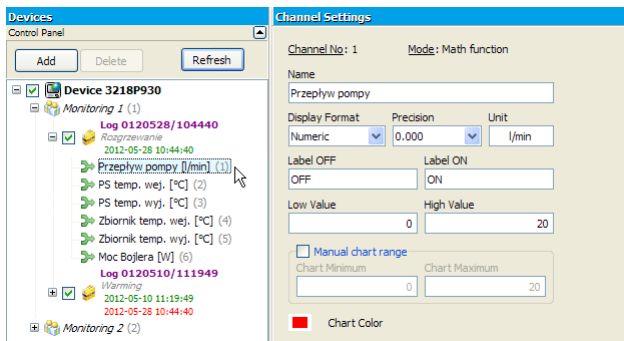 Devices
Control Panel
Add Delete Refresh
Device 3218P930
Monitoring 1 (1)
Log 0120528/104440
Rozgrzewanie
2012-05-28 10:44:40
Przepływ pompy [l/min] (1)
PS temp. wej. [°C] (2)
PS temp. wyj. [°C] (3)
Zbiornik temp. wej. [°C] (4)
Zbiornik temp. wyj. [°C] (5)
Moc Bojlera [W] (6)
Log 0120510/111949
Warming
2012-05-10 11:19:49
2012-05-28 10:44:40
Monitoring 2 (2)
Channel Settings
Channel No: 1 Mode: Math function
Name
Przepływ pompy
Display Format Precision Unit
Numeric 0.000 l/min
Label OFF Label ON
OFF ON
Low Value High Value
0 20
Manual chart range
Chart Minimum Chart Maximum
0 20
Chart Color